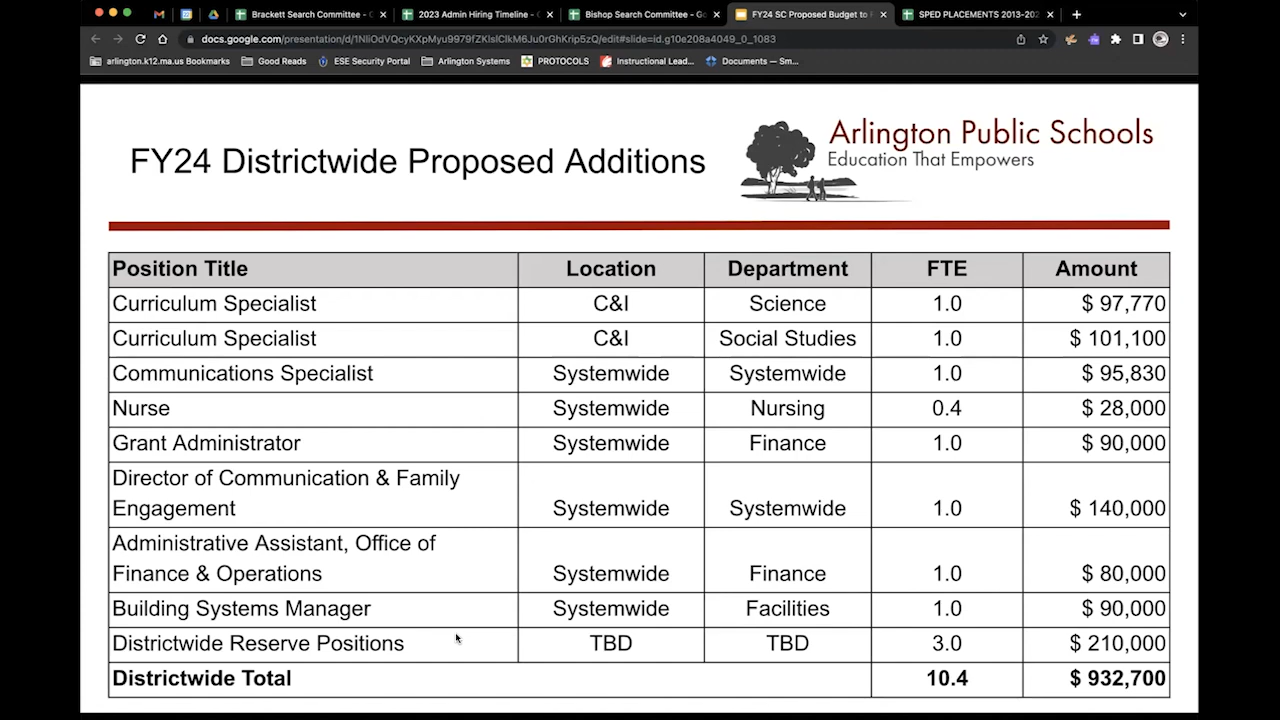 Brackett Search Committee - G
2023 Admin Hiring Timeline -
Bishop Search Committee - Go
FY24 SC Proposed Budget to
SPED PLACEMENTS 2013-202
docs.google.com/presentation/d/
edit#slide=id.g10e208a4049_0_1083
arlington.k12.ma.us Bookmarks
Good Reads
ESE Security Portal
Arlington Systems
PROTOCOLS
Instructional Lead...
Documents — Sm...
FY24 Districtwide Proposed Additions
Arlington Public Schools
Education That Empowers
Position Title Location Department FTE Amount
Curriculum Specialist C&I Science 1.0 $ 97,770
Curriculum Specialist C&I Social Studies 1.0 $ 101,100
Communications Specialist Systemwide Systemwide 1.0 $ 95,830
Nurse Systemwide Nursing 0.4 $ 28,000
Grant Administrator Systemwide Finance 1.0 $ 90,000
Director of Communication & Family
Engagement Systemwide Systemwide 1.0 $ 140,000
Administrative Assistant, Office of
Finance & Operations Systemwide Finance 1.0 $ 80,000
Building Systems Manager Systemwide Facilities 1.0 $ 90,000
Districtwide Reserve Positions TBD TBD 3.0 $ 210,000
Districtwide Total 10.4 $ 932,700